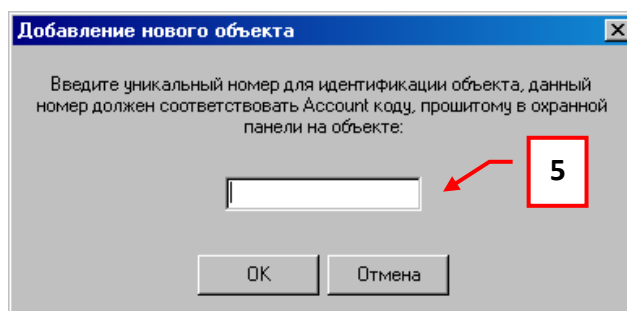 Добавление нового объекта
Введите уникальный номер для идентификации объекта, данный
номер должен соответствовать Account коду, прошитому в охранной
панели на объекте:
5
OK
Отмена